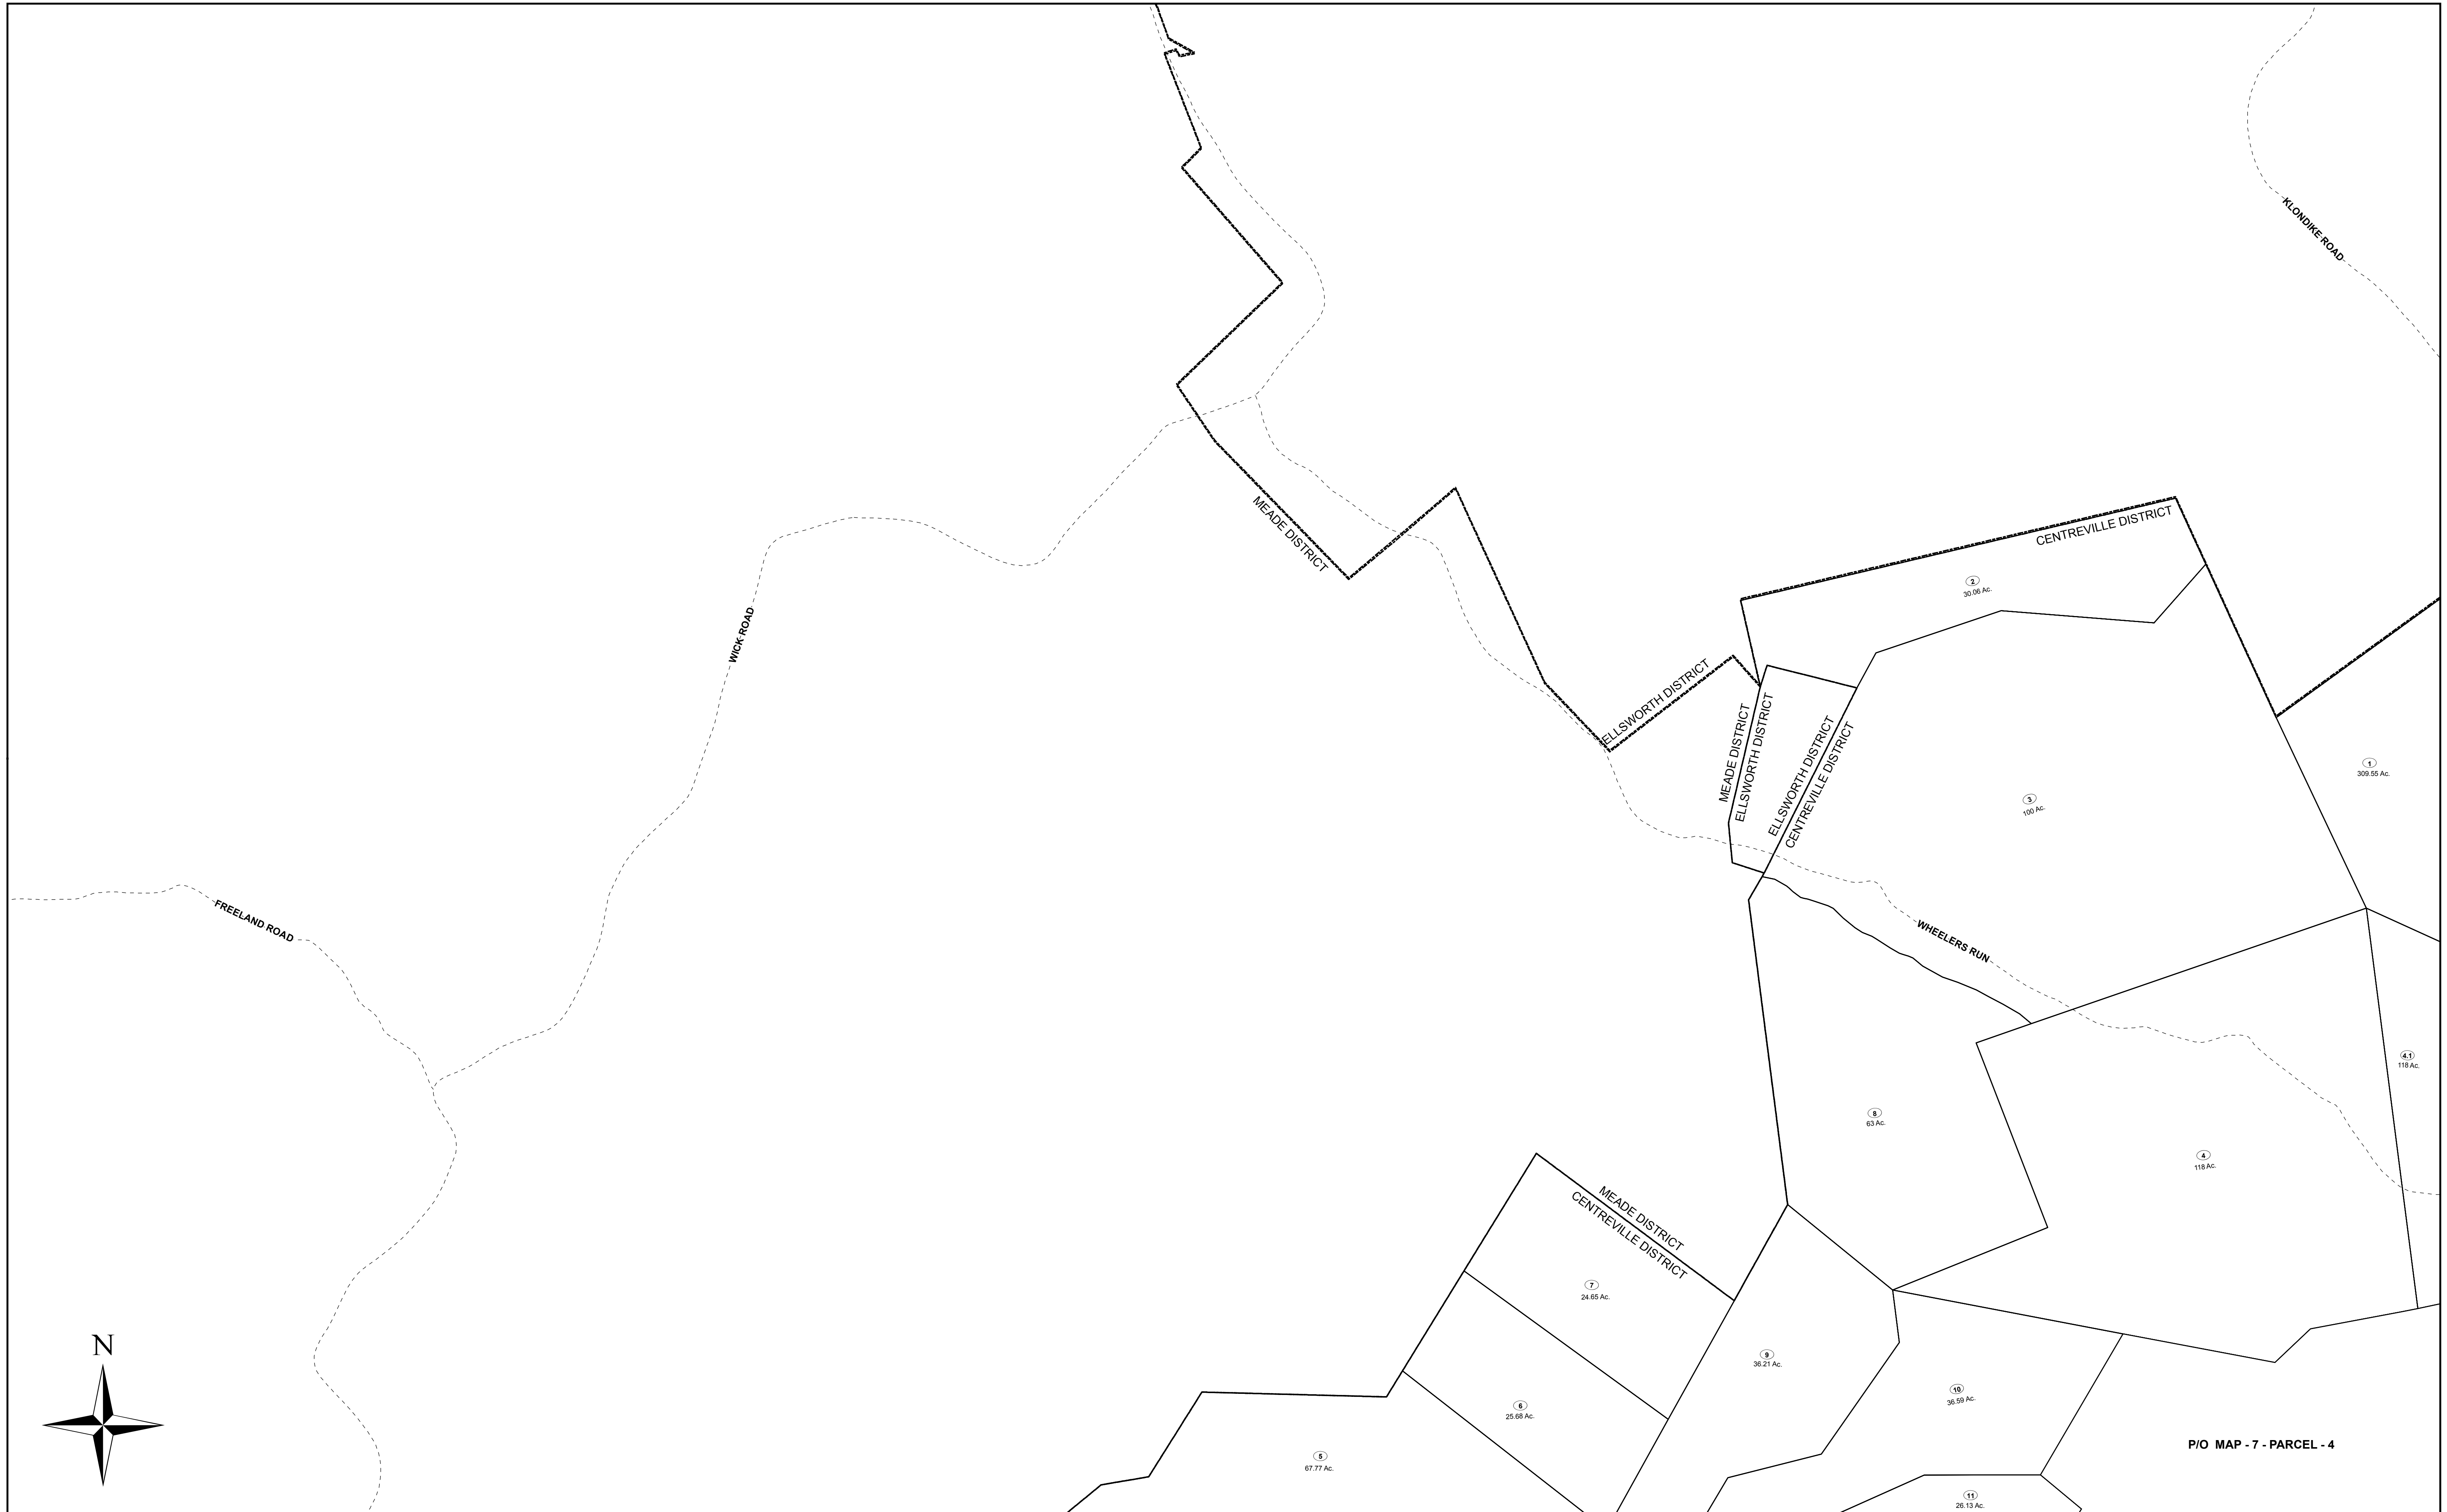 KLONDIKE ROAD
CENTREVILLE DISTRICT
MEADE DISTRICT
2
30.06 Ac.
WICK ROAD
ELLSWORTH DISTRICT
MEADE DISTRICT
ELLSWORTH DISTRICT
ELLSWORTH DISTRICT
CENTREVILLE DISTRICT
1
309.55 Ac.
3
100 Ac.
FREELAND ROAD
WHEELERS RUN
4.1
118 Ac.
8
63 Ac.
4
118 Ac.
MEADE DISTRICT
CENTREVILLE DISTRICT
7
24.65 Ac.
N
9
36.21 Ac.
10
36.59 Ac.
6
25.68 Ac.
P/O MAP - 7 - PARCEL - 4
5
67.77 Ac.
11
26.13 Ac.